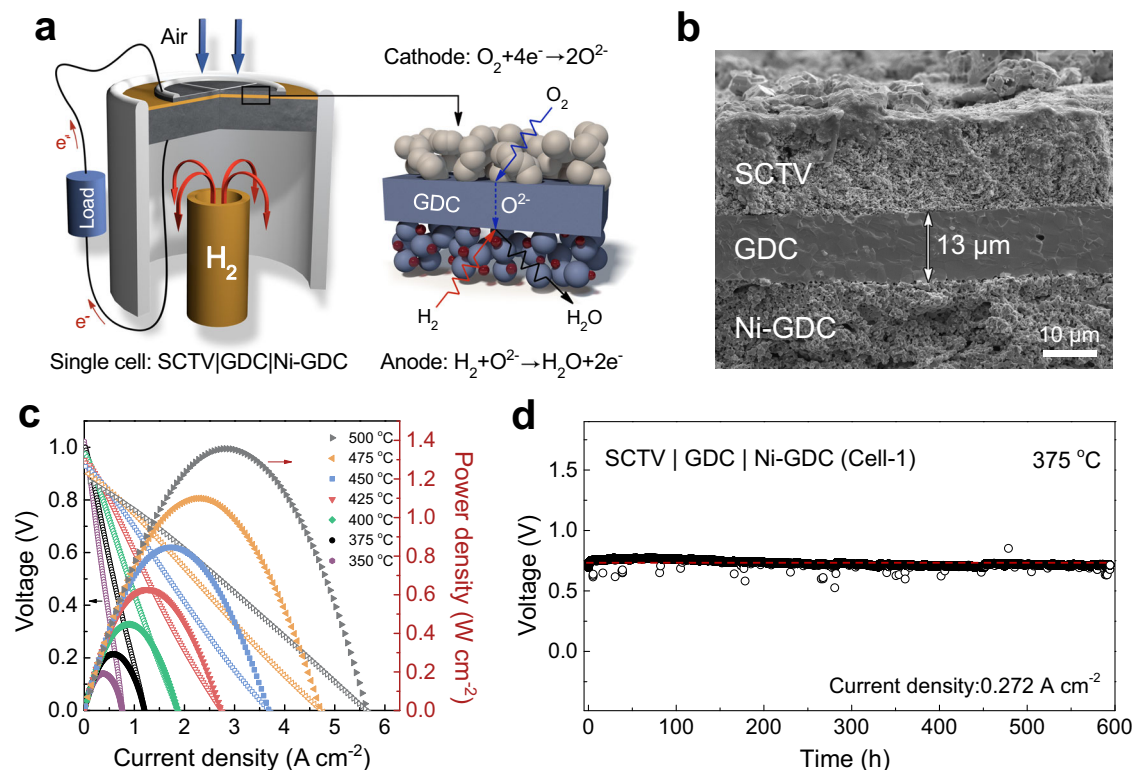 a
Air
Cathode: O₂+4e⁻→2O²⁻
O₂
e⁻
Load
GDC
O²⁻
H₂
e⁻
H₂
H₂O
Single cell: SCTV|GDC|Ni-GDC
Anode: H₂+O²⁻→H₂O+2e⁻
b
SCTV
GDC
13 μm
Ni-GDC
10 μm
c
Voltage (V)
1.0
0.8
0.6
0.4
0.2
0.0
0 1 2 3 4 5 6
Current density (A cm⁻²)
500 °C
475 °C
450 °C
425 °C
400 °C
375 °C
350 °C
1.4
1.2
1.0
0.8
0.6
0.4
0.2
0.0
Power density (W cm⁻²)
d
SCTV | GDC | Ni-GDC (Cell-1)
375 °C
Voltage (V)
1.5
1.0
0.5
0.0
Current density:0.272 A cm⁻²
0 100 200 300 400 500 600
Time (h)